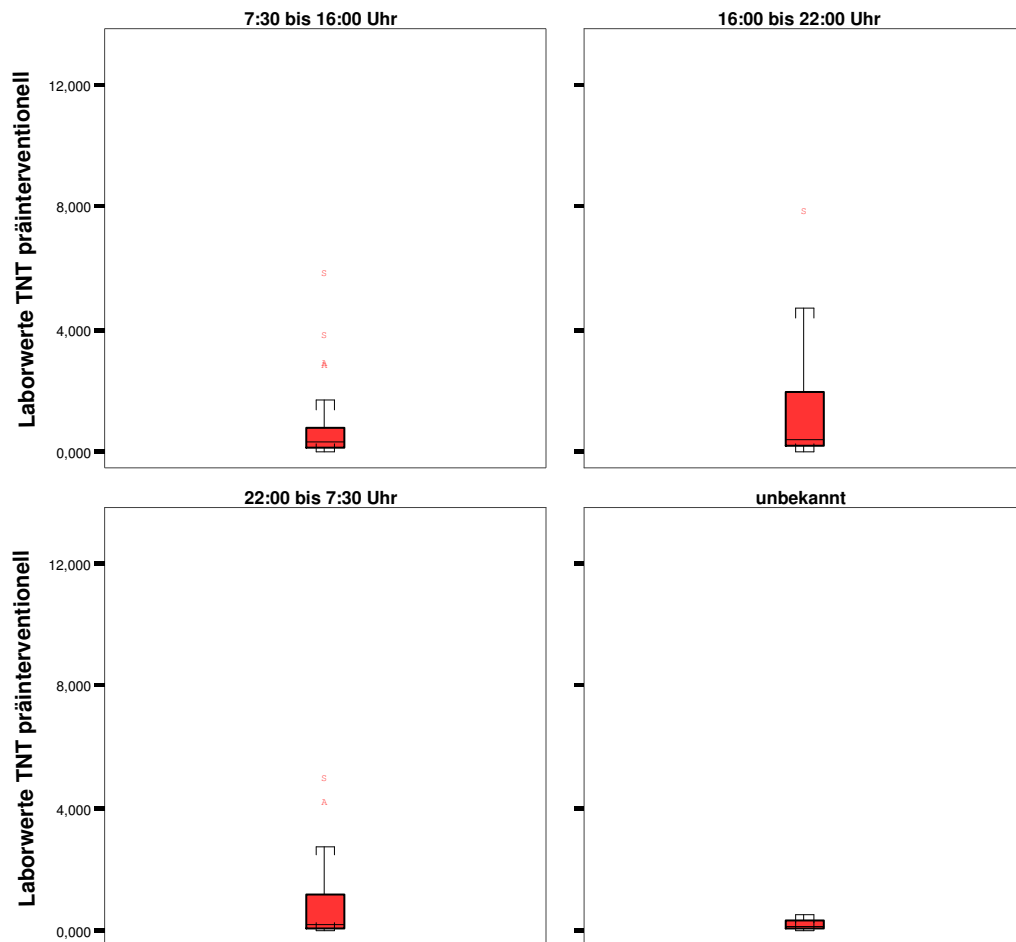 7:30 bis 16:00 Uhr
16:00 bis 22:00 Uhr
Laborwerte TNT präinterventionell
12,000
8,000
4,000
0,000
S
S
A
A
S
22:00 bis 7:30 Uhr
unbekannt
Laborwerte TNT präinterventionell
12,000
8,000
4,000
0,000
S
A